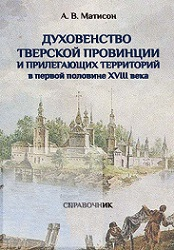 А. В. Матисон
ДУХОВЕНСТВО
ТВЕРСКОЙ ПРОВИНЦИИ
И ПРИЛЕГАЮЩИХ ТЕРРИТОРИЙ
в первой половине XVIII века
СПРАВОЧНИК